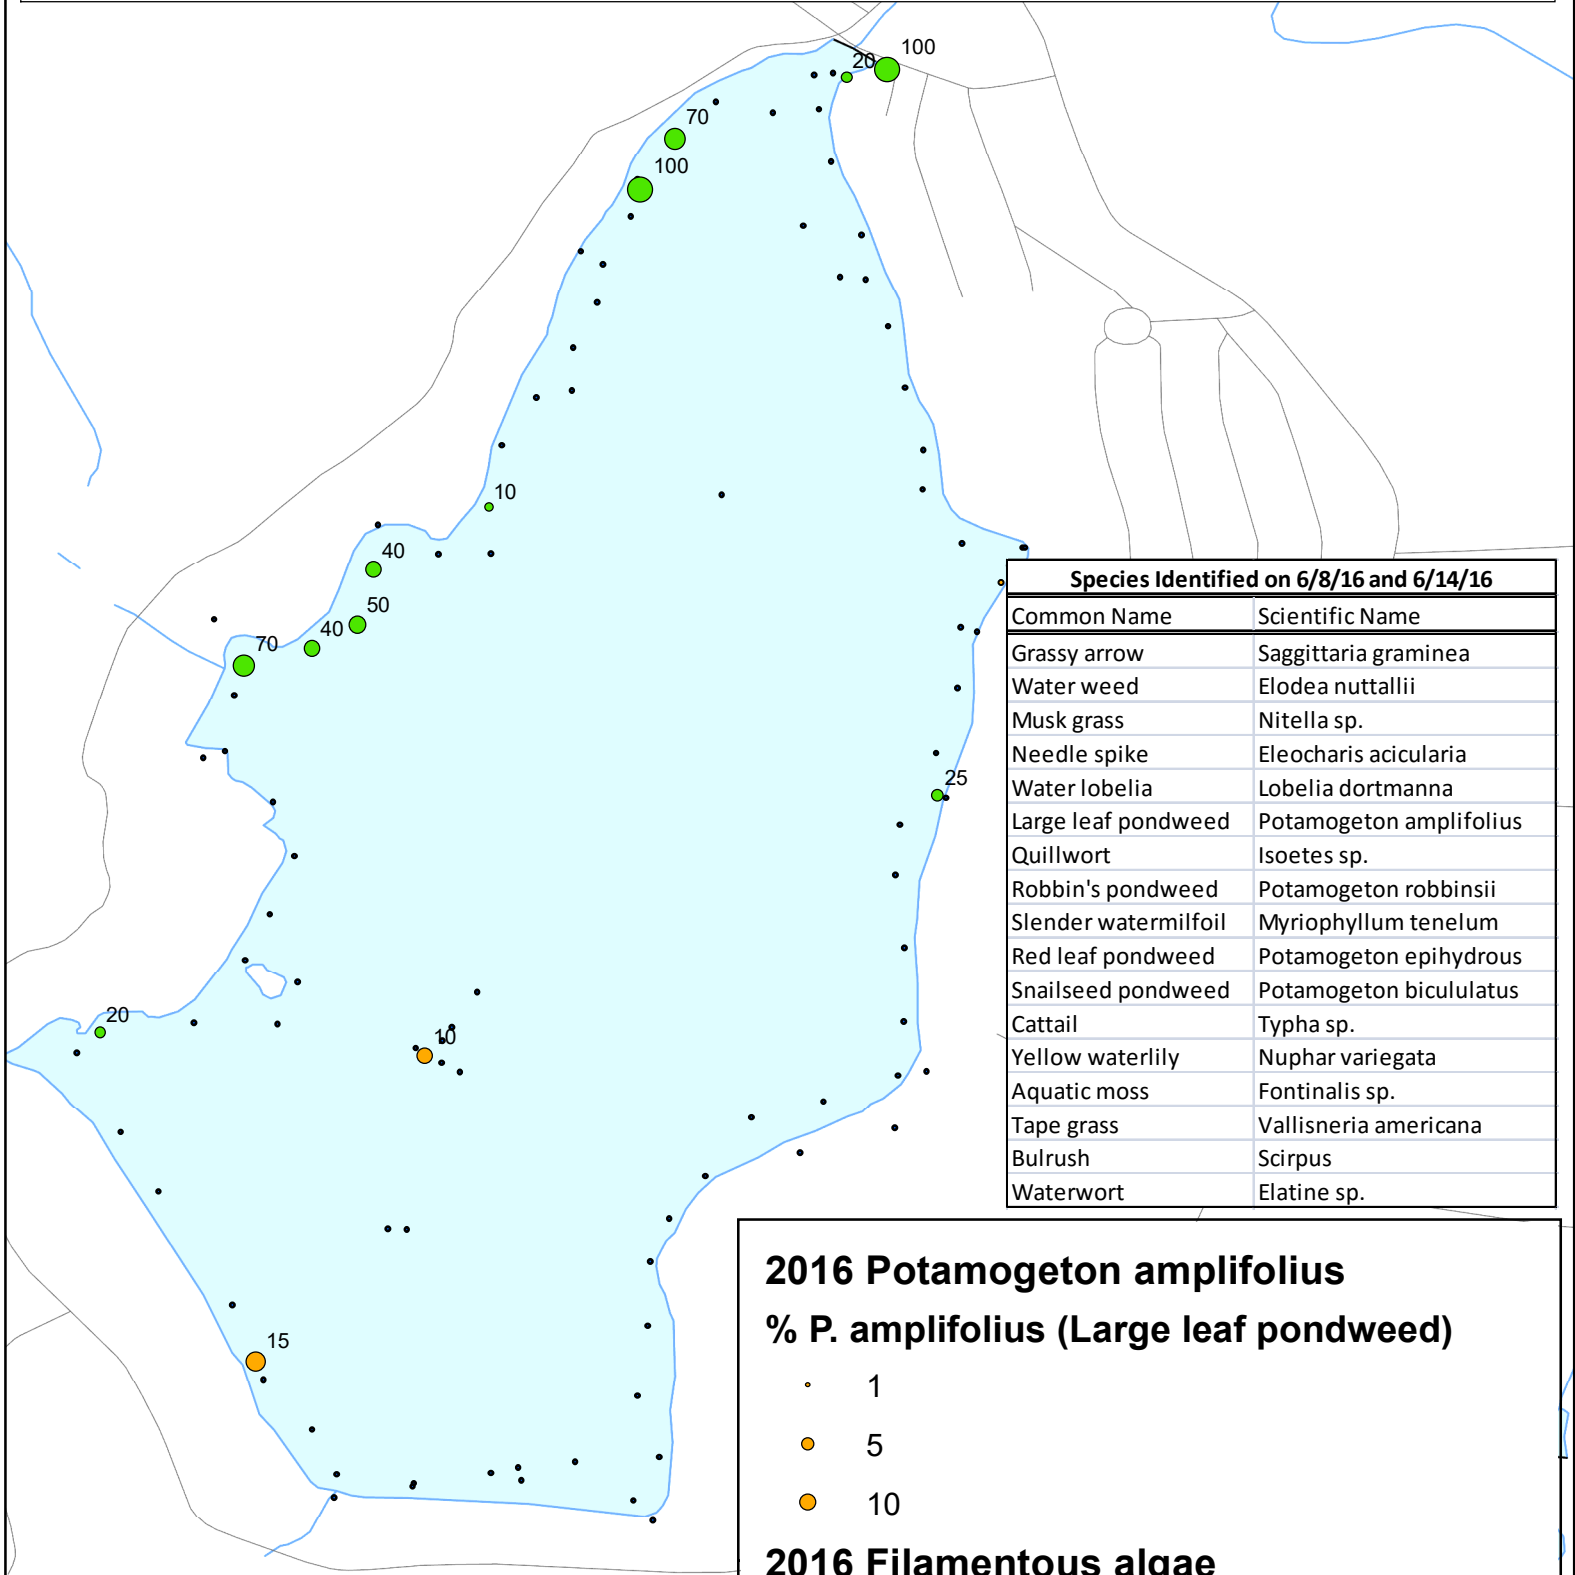 20
100
70
100
10
40
50
40
70
25
20
10
15
Species Identified on 6/8/16 and 6/14/16
Common Name Scientific Name
Grassy arrow Saggittaria graminea
Water weed Elodea nuttallii
Musk grass Nitella sp.
Needle spike Eleocharis acicularia
Water lobelia Lobelia dortmanna
Large leaf pondweed Potamogeton amplifolius
Quillwort Isoetes sp.
Robbin's pondweed Potamogeton robbinsii
Slender watermilfoil Myriophyllum tenelum
Red leaf pondweed Potamogeton epihydrous
Snailseed pondweed Potamogeton bicululatus
Cattail Typha sp.
Yellow waterlily Nuphar variegata
Aquatic moss Fontinalis sp.
Tape grass Vallisneria americana
Bulrush Scirpus
Waterwort Elatine sp.
2016 Potamogeton amplifolius
% P. amplifolius (Large leaf pondweed)
1
5
10
2016 Filamentous algae